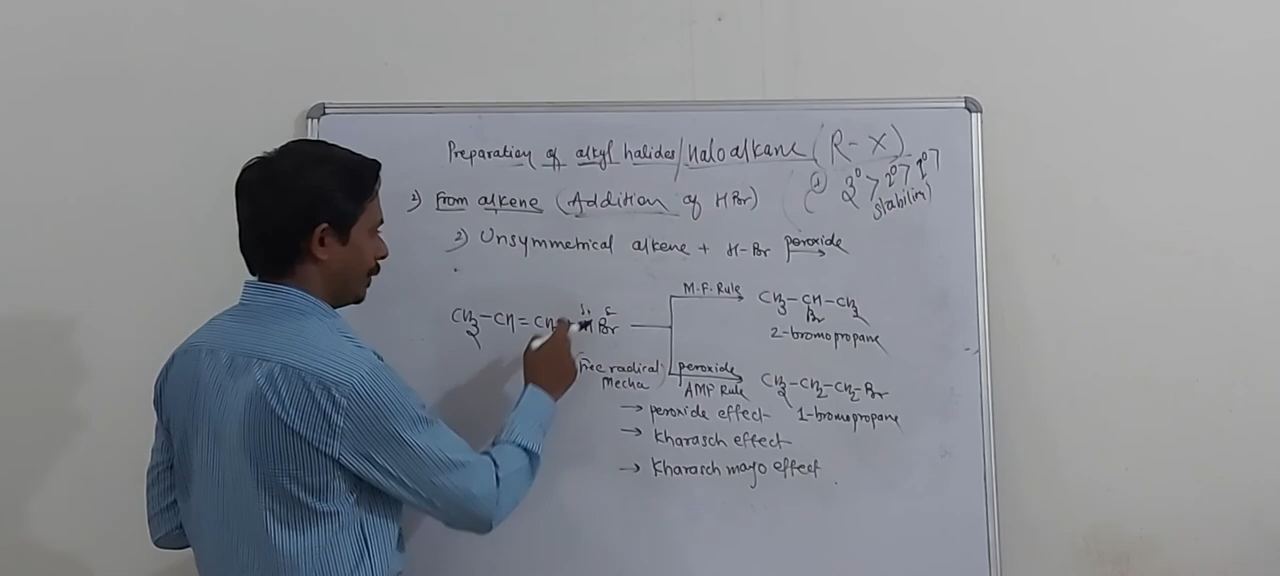 Preparation of alkyl halides/Haloalkane (R-X)
(+) 3° > 2° > 1° >
stability
1) From alkene (Addition of HBr)
2) Unsymmetrical alkene + H-Br peroxide →
M.F. Rule
CH3-CH-CH3
Br
2-bromopropane
CH3-CH=CH HBr
Free radical
Mecha
peroxide
AMF Rule
CH3-CH2-CH2-Br
1-bromopropane
→ peroxide effect
→ Kharasch effect
→ Kharasch mayo effect